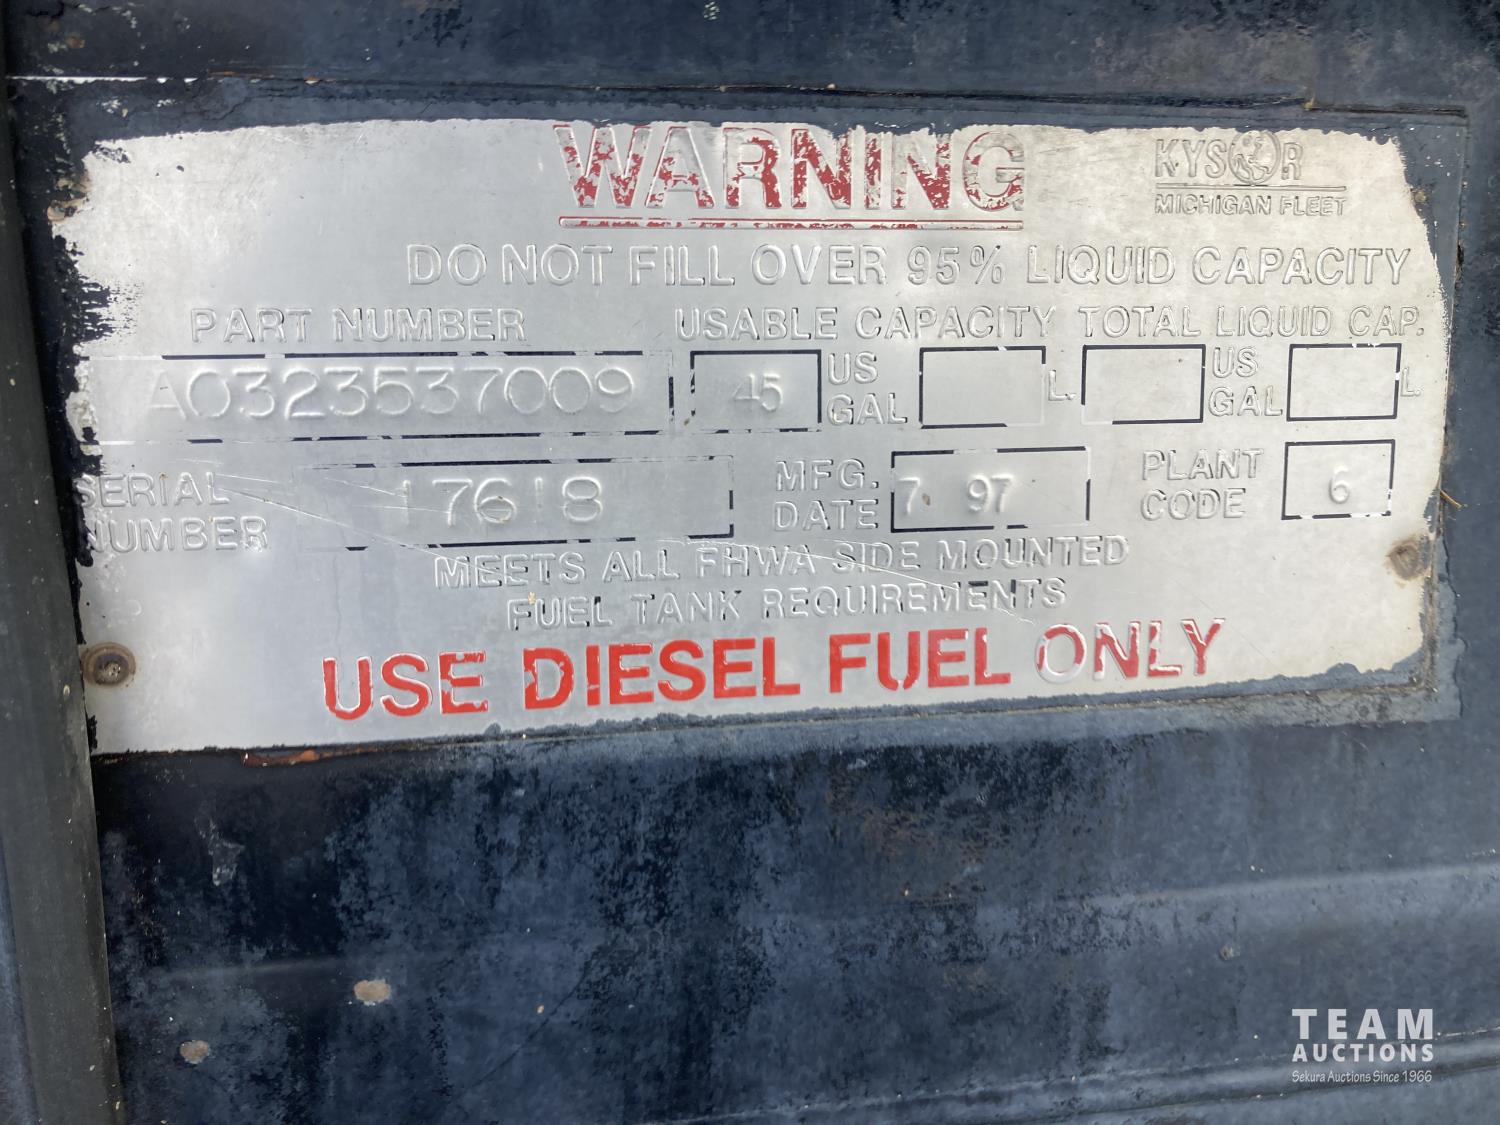 WARNING
KYSOR
MICHIGAN FLEET
DO NOT FILL OVER 95% LIQUID CAPACITY
PART NUMBER USABLE CAPACITY TOTAL LIQUID CAP.
A0323537009 45 US GAL L. US GAL L.
SERIAL NUMBER 17618 MFG. DATE 7 97 PLANT CODE 6
MEETS ALL FHWA SIDE MOUNTED
FUEL TANK REQUIREMENTS
USE DIESEL FUEL ONLY
TEAM
AUCTIONS
Sekura Auctions Since 1966